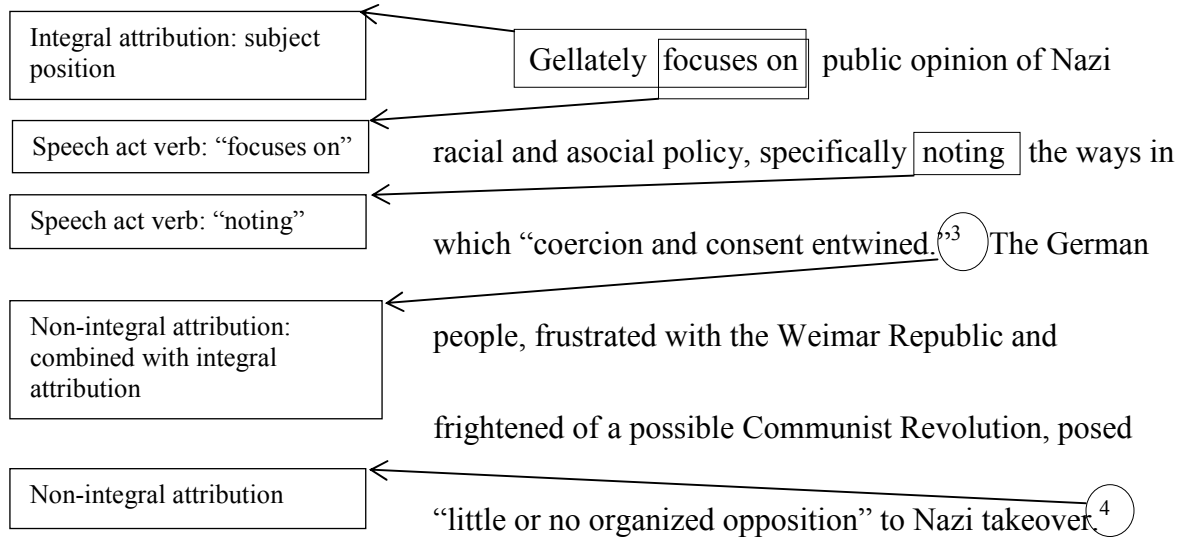 Integral attribution: subject
position
Speech act verb: “focuses on”
Speech act verb: “noting”
Non-integral attribution:
combined with integral
attribution
Non-integral attribution
Gellately focuses on public opinion of Nazi
racial and asocial policy, specifically noting the ways in
which “coercion and consent entwined.”3 The German
people, frustrated with the Weimar Republic and
frightened of a possible Communist Revolution, posed
“little or no organized opposition” to Nazi takeover.4